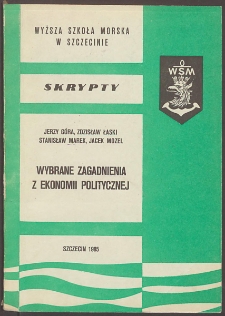 WYŻSZA SZKOŁA MORSKA
W SZCZECINIE
WSM
SKRYPTY
JERZY GÓRA, ZDZISŁAW ŁASKI
STANISŁAW MAREK, JACEK MOZEL
WYBRANE ZAGADNIENIA
Z EKONOMII POLITYCZNEJ
SZCZECIN 1985